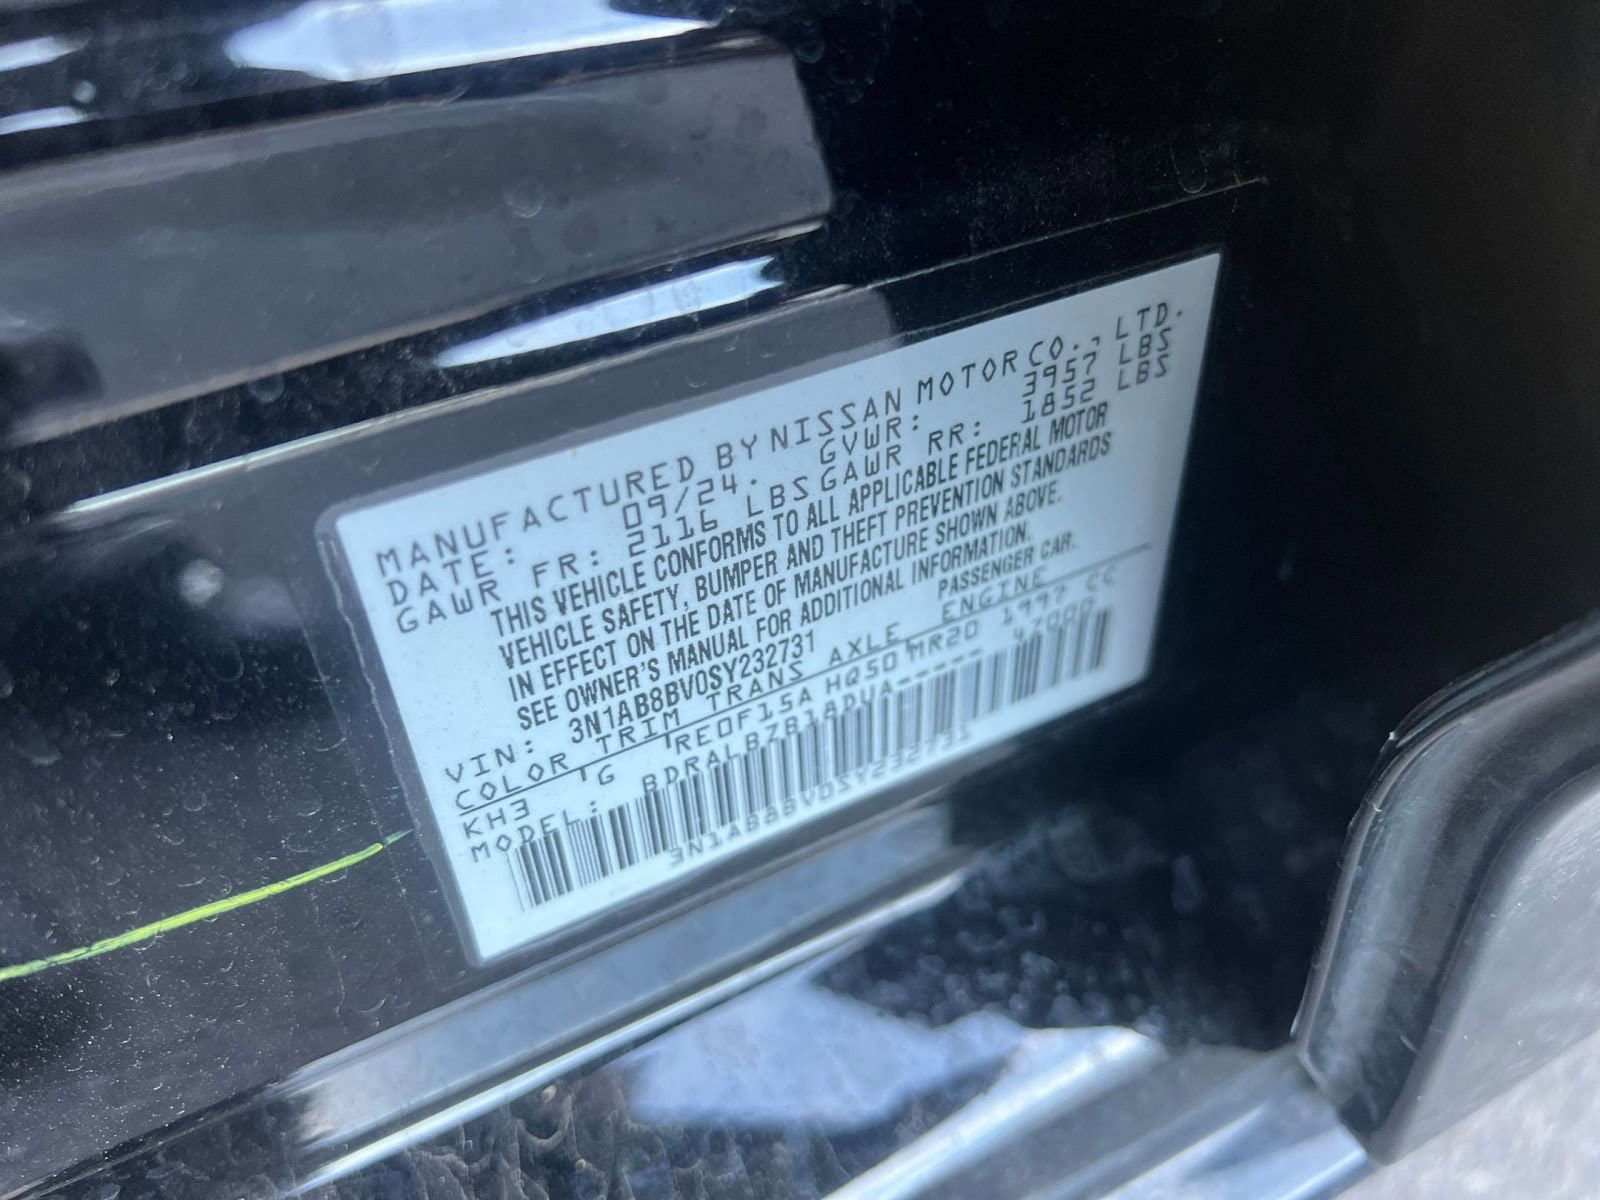 MANUFACTURED BY NISSAN MOTOR CO., LTD.
DATE: 09/24. GVWR: 3957 LBS
GAWR FR: 2116 LBS GAWR RR: 1852 LBS
THIS VEHICLE CONFORMS TO ALL APPLICABLE FEDERAL MOTOR
VEHICLE SAFETY, BUMPER AND THEFT PREVENTION STANDARDS
IN EFFECT ON THE DATE OF MANUFACTURE SHOWN ABOVE.
SEE OWNER'S MANUAL FOR ADDITIONAL INFORMATION.
VIN: 3N1AB8BV0SY232731 PASSENGER CAR.
COLOR TRIM TRANS AXLE ENGINE
KH3 G RE0F15A HQ50 MR20 1997 CC
MODEL: BDRALBZB18DUA-----
3N1AB8BV0SY232731